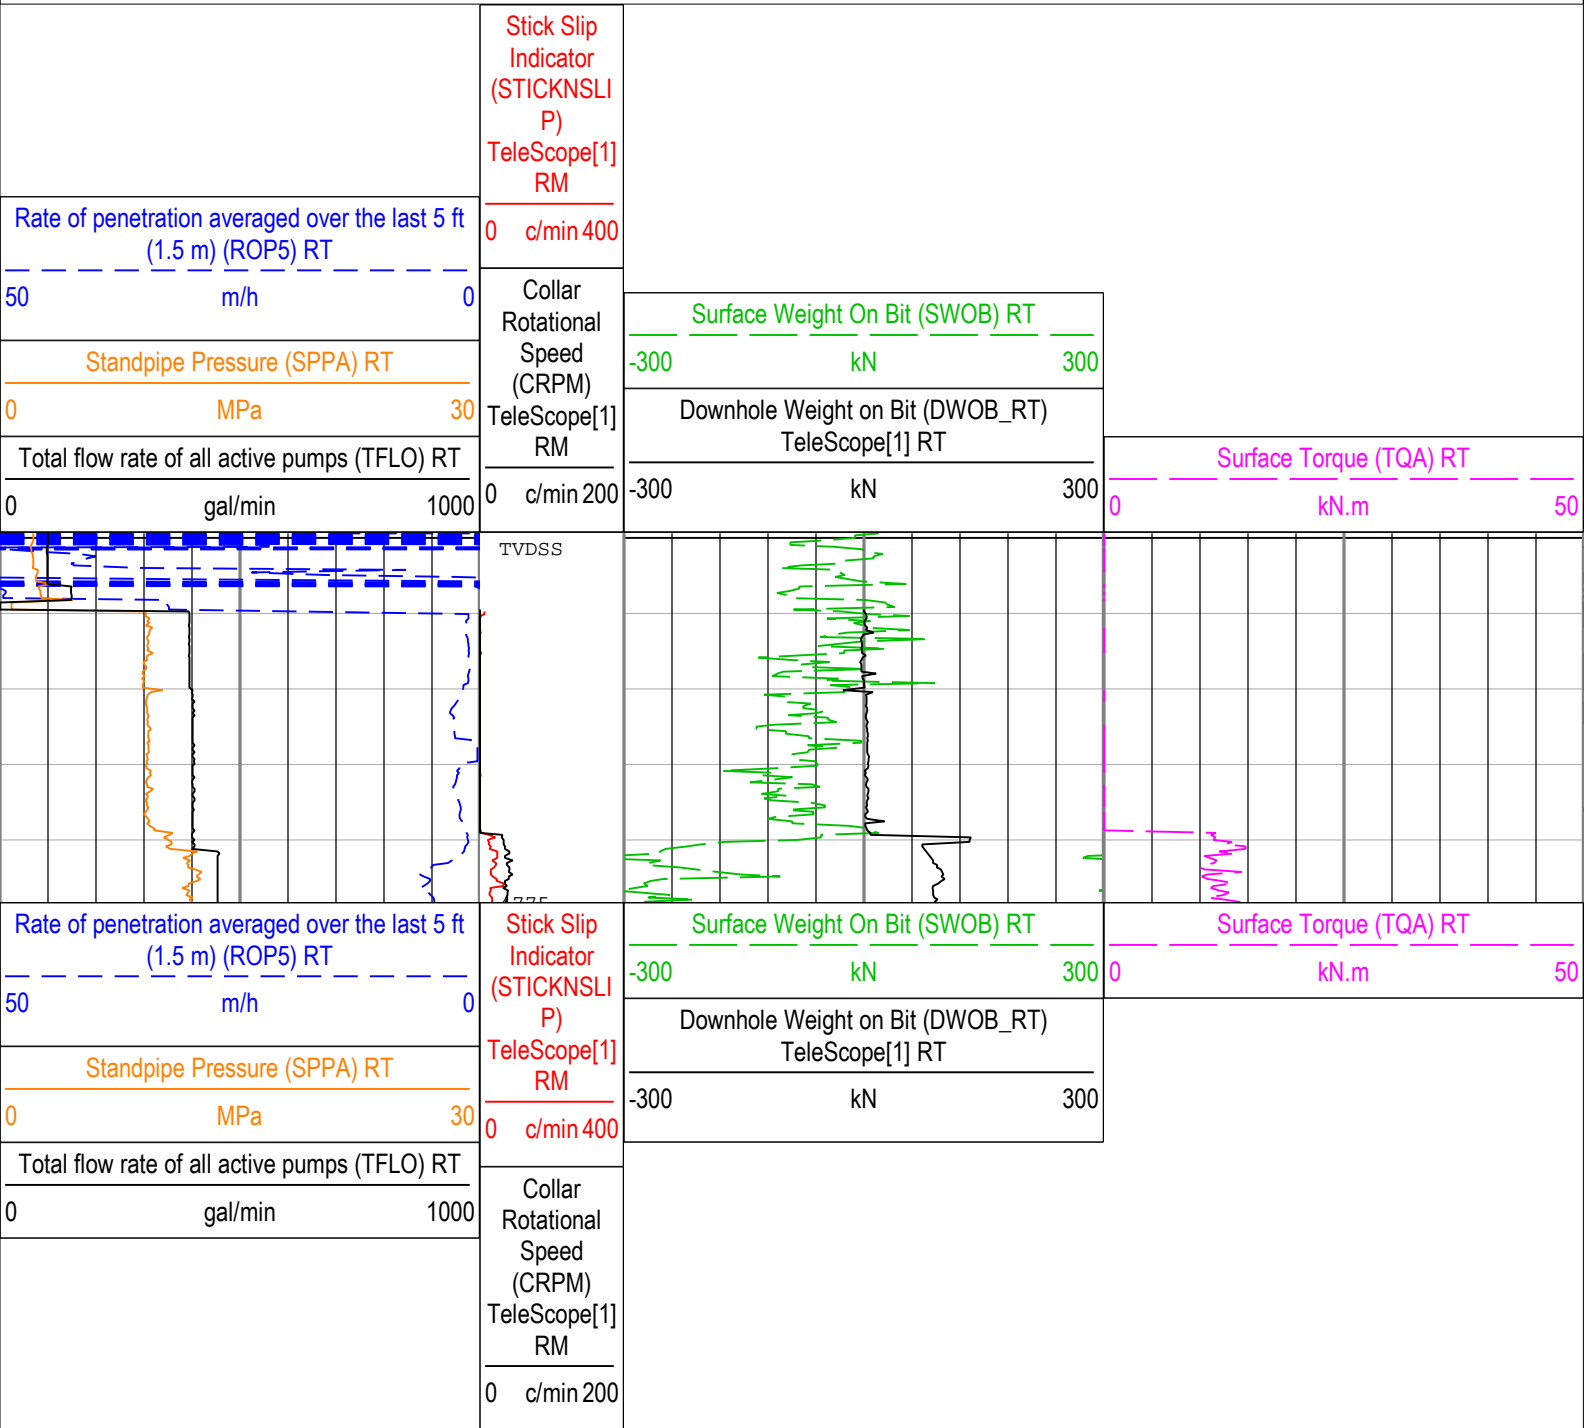 Stick Slip
Indicator
(STICKNSLI
P)
TeleScope[1]
RM
0 c/min 400
Rate of penetration averaged over the last 5 ft
(1.5 m) (ROP5) RT
50 m/h 0
Collar
Rotational
Speed
(CRPM)
TeleScope[1]
RM
0 c/min 200
Surface Weight On Bit (SWOB) RT
-300 kN 300
Standpipe Pressure (SPPA) RT
0 MPa 30
Downhole Weight on Bit (DWOB_RT)
TeleScope[1] RT
-300 kN 300
Total flow rate of all active pumps (TFLO) RT
0 gal/min 1000
Surface Torque (TQA) RT
0 kN.m 50
TVDSS
Rate of penetration averaged over the last 5 ft
(1.5 m) (ROP5) RT
50 m/h 0
Stick Slip
Indicator
(STICKNSLI
P)
TeleScope[1]
RM
0 c/min 400
Surface Weight On Bit (SWOB) RT
-300 kN 300
Surface Torque (TQA) RT
0 kN.m 50
Downhole Weight on Bit (DWOB_RT)
TeleScope[1] RT
-300 kN 300
Standpipe Pressure (SPPA) RT
0 MPa 30
Total flow rate of all active pumps (TFLO) RT
0 gal/min 1000
Collar
Rotational
Speed
(CRPM)
TeleScope[1]
RM
0 c/min 200